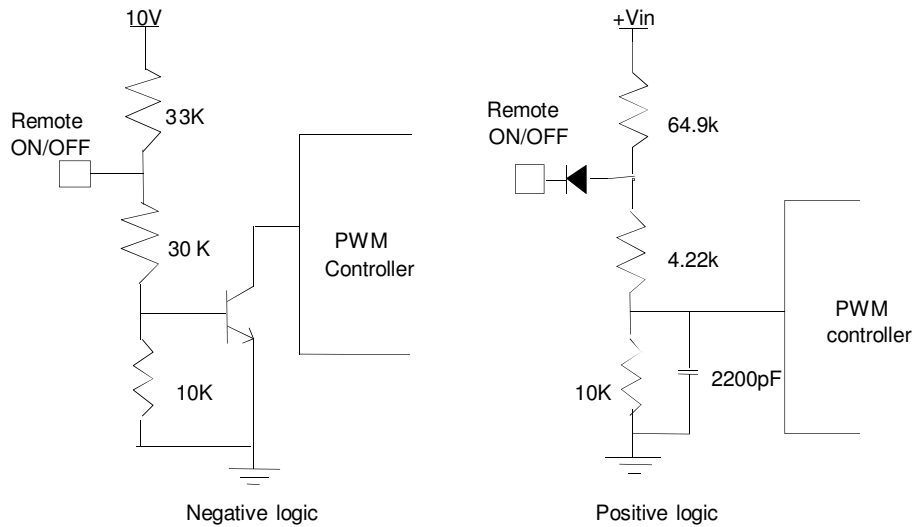 10V
33K
Remote
ON/OFF
30 K
PWM
Controller
10K
Negative logic
+Vin
Remote
ON/OFF
64.9k
4.22k
PWM
controller
10K
2200pF
Positive logic